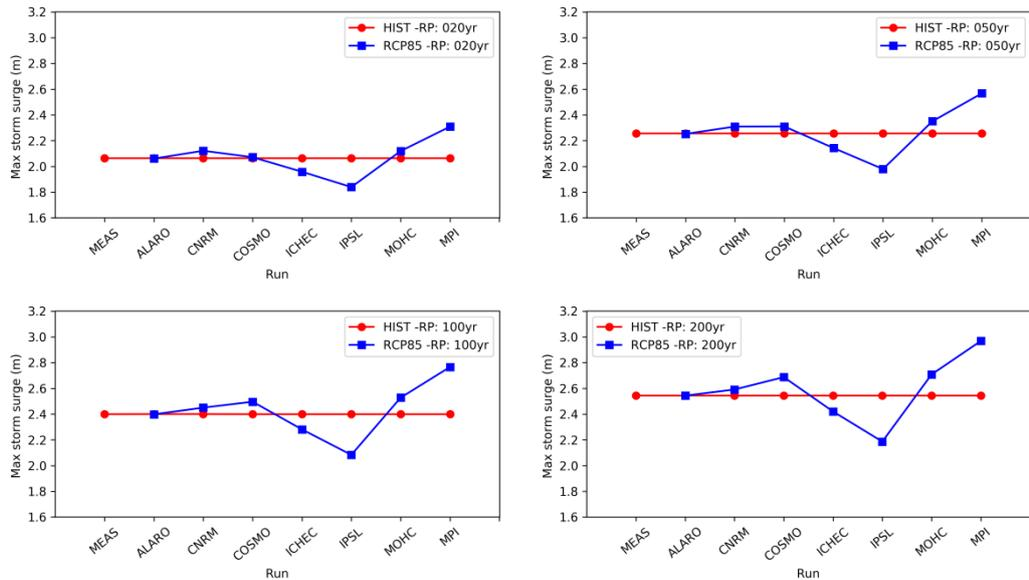 3.2
3.0
2.8
2.6
2.4
2.2
2.0
1.8
1.6
Max storm surge (m)
HIST -RP: 020yr
RCP85 -RP: 020yr
MEAS ALARO CNRM COSMO ICHEC IPSL MOHC MPI
Run
3.2
3.0
2.8
2.6
2.4
2.2
2.0
1.8
1.6
Max storm surge (m)
HIST -RP: 050yr
RCP85 -RP: 050yr
MEAS ALARO CNRM COSMO ICHEC IPSL MOHC MPI
Run
3.2
3.0
2.8
2.6
2.4
2.2
2.0
1.8
1.6
Max storm surge (m)
HIST -RP: 100yr
RCP85 -RP: 100yr
MEAS ALARO CNRM COSMO ICHEC IPSL MOHC MPI
Run
3.2
3.0
2.8
2.6
2.4
2.2
2.0
1.8
1.6
Max storm surge (m)
HIST -RP: 200yr
RCP85 -RP: 200yr
MEAS ALARO CNRM COSMO ICHEC IPSL MOHC MPI
Run